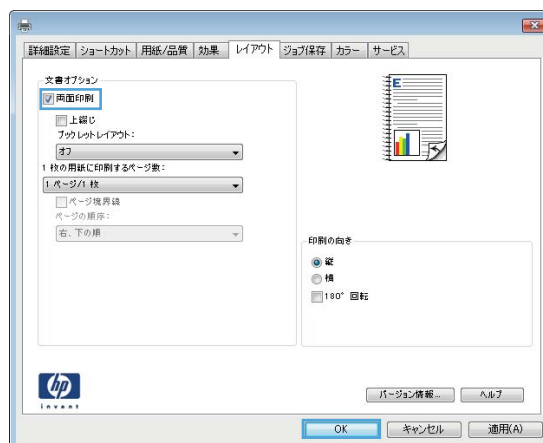 詳細設定 ショートカット 用紙/品質 効果 レイアウト ジョブ保存 カラー サービス
文書オプション
両面印刷
上綴じ
ブックレットレイアウト:
オフ
1 枚の用紙に印刷するページ数:
1 ページ/1 枚
ページ境界線
ページの順序:
右、下の順
E
印刷の向き
縦
横
180° 回転
hp
invent
バージョン情報... ヘルプ
OK キャンセル 適用(A)